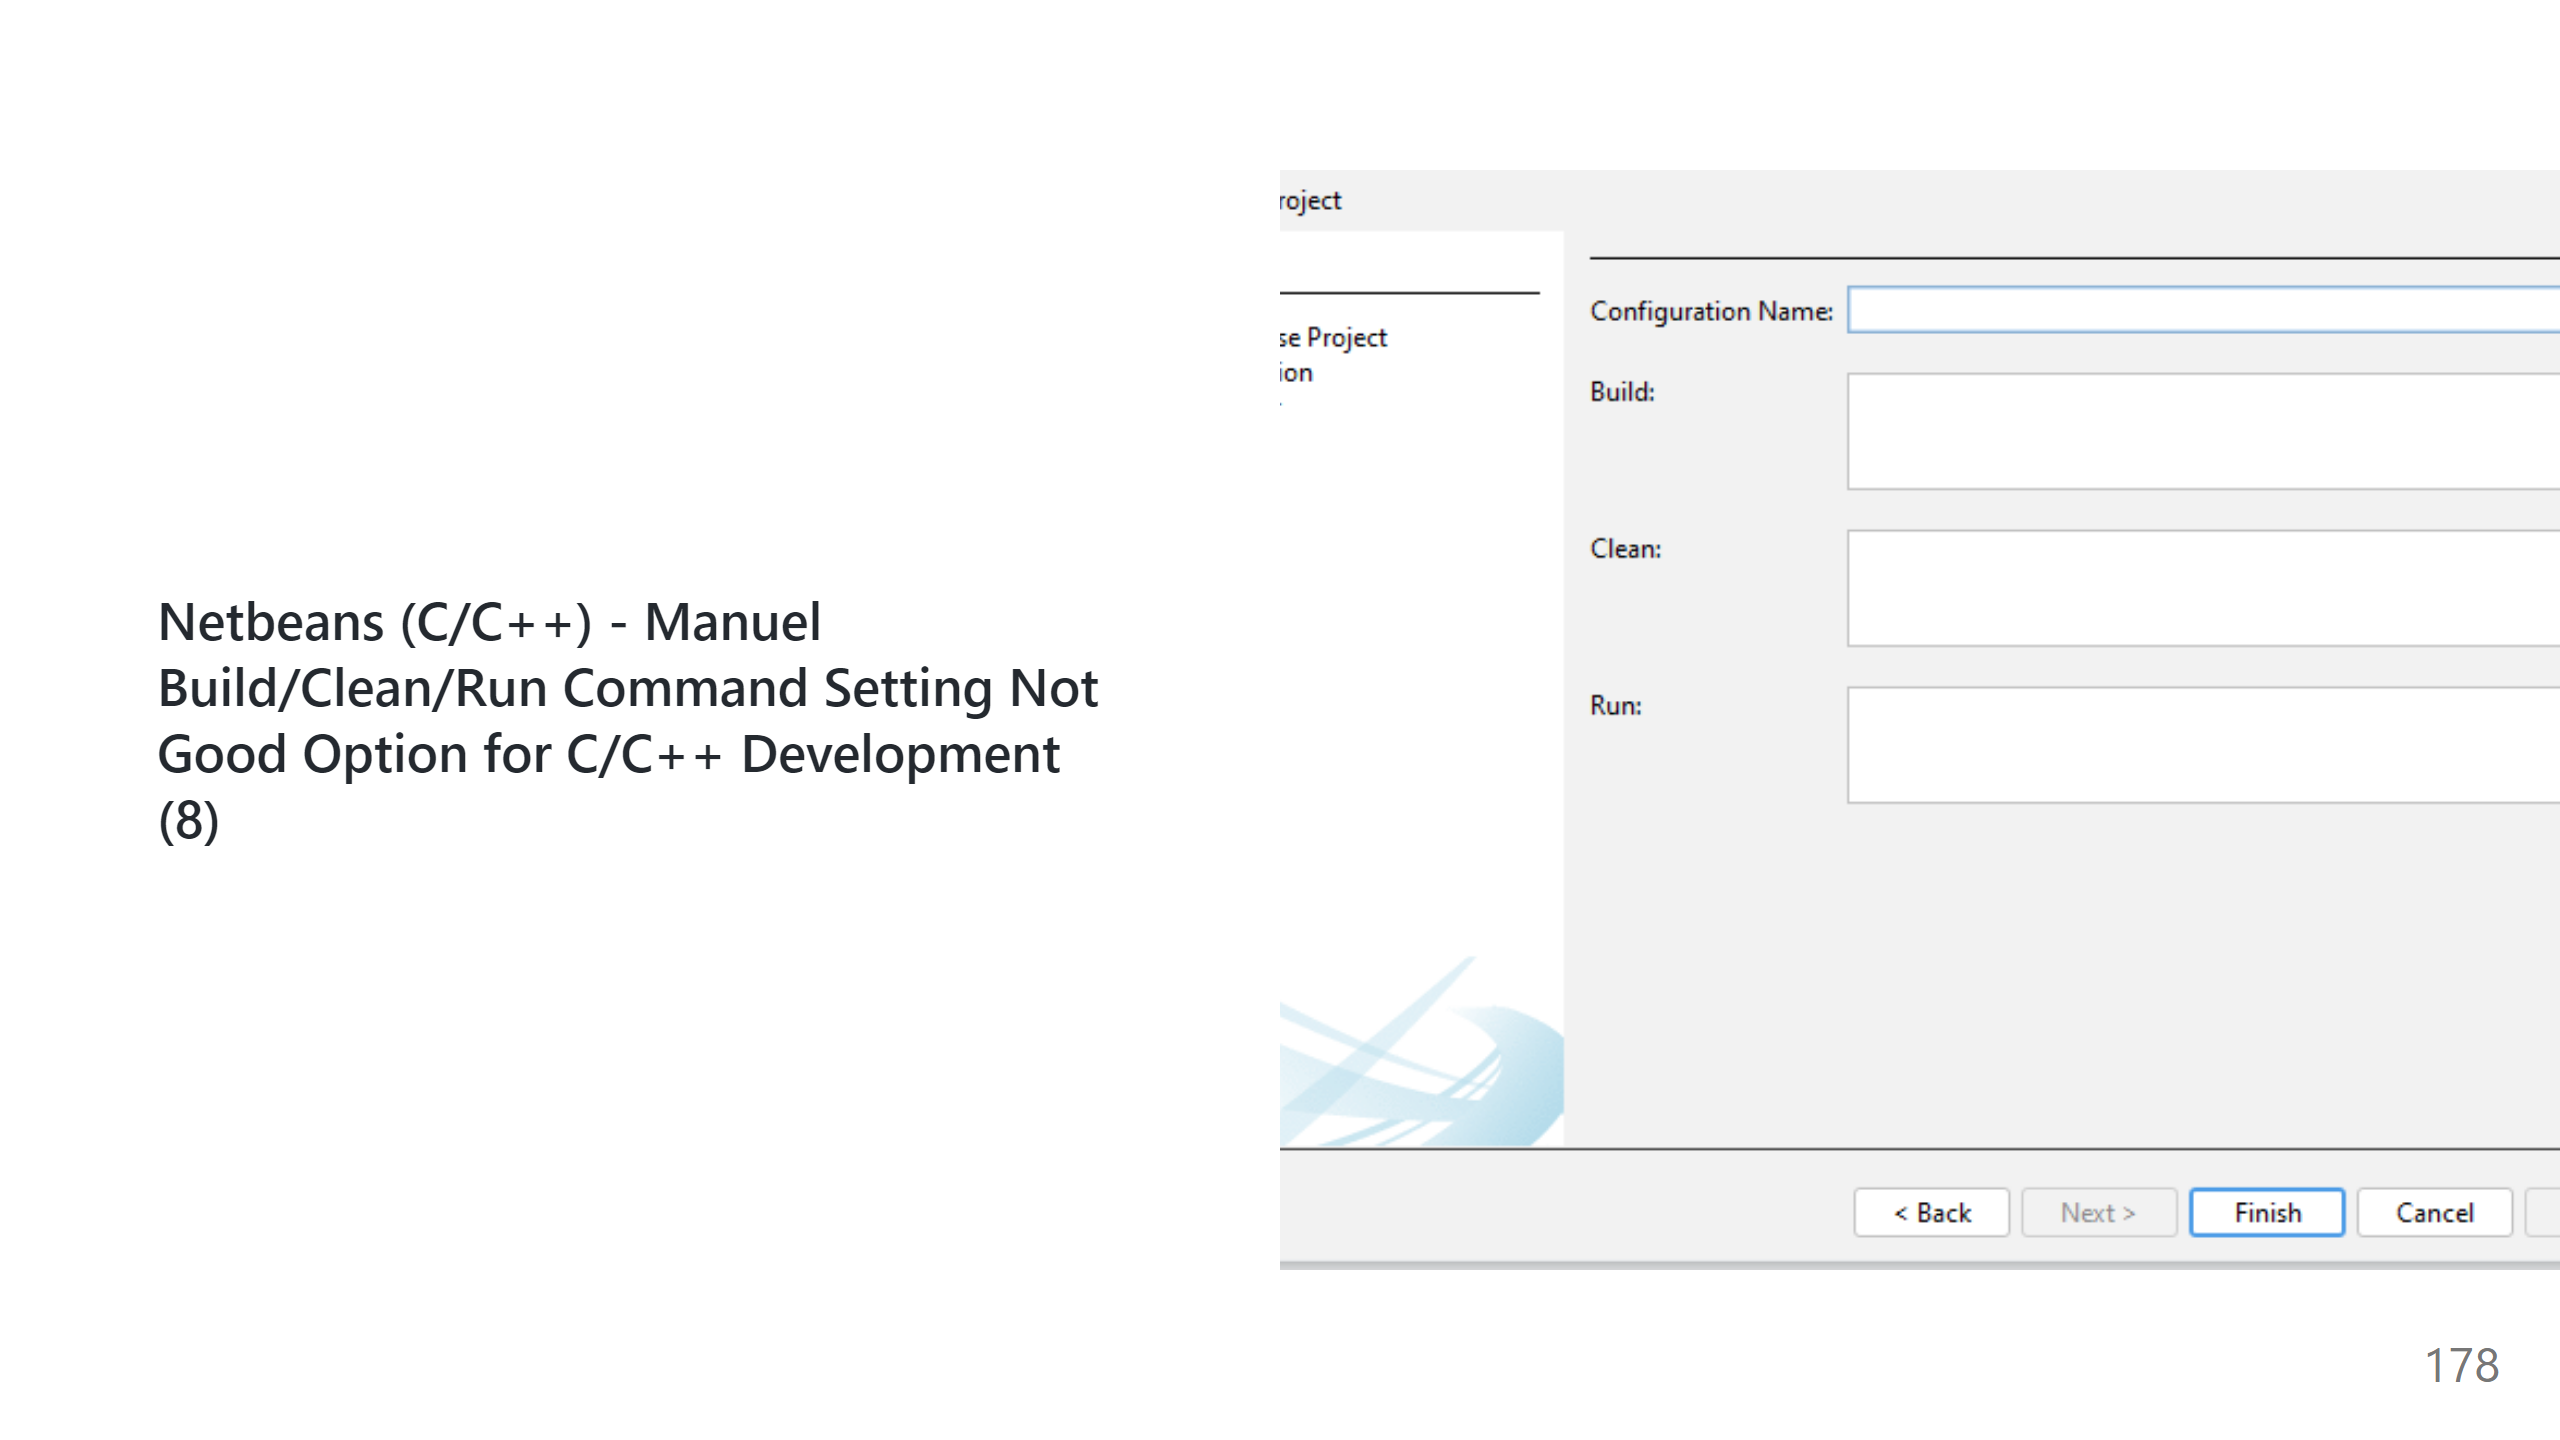 Netbeans (C/C++) - Manuel
Build/Clean/Run Command Setting Not
Good Option for C/C++ Development
(8)
roject
se Project
ion
Configuration Name:
Build:
Clean:
Run:
< Back
Next >
Finish
Cancel
178